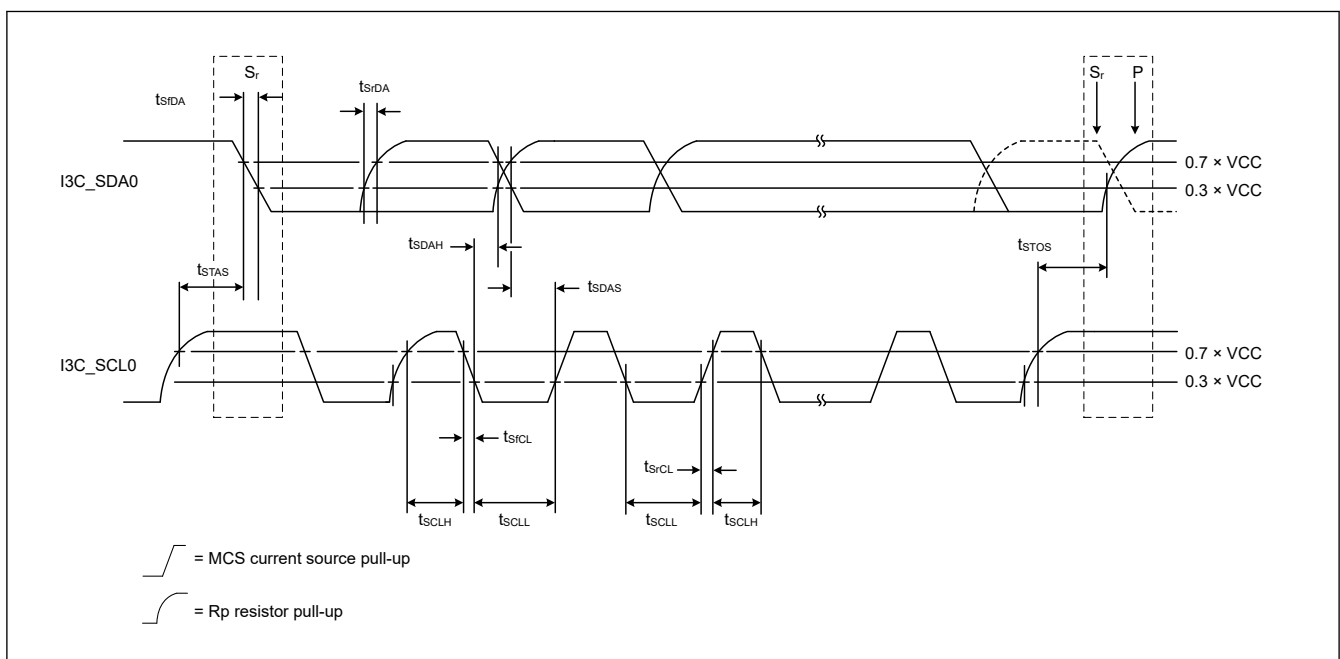 Sr
tSfDA
tSrDA
Sr P
I3C_SDA0
0.7 × VCC
0.3 × VCC
tSDAH
tSTAS
tSDAS
tSTOS
I3C_SCL0
0.7 × VCC
0.3 × VCC
tSfCL
tSrCL
tSCLH tSCLL tSCLL tSCLH
= MCS current source pull-up
= Rp resistor pull-up